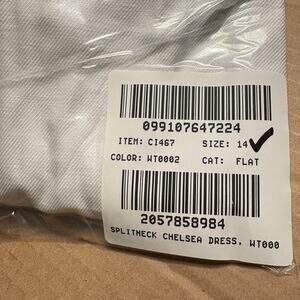 099107647224
ITEM: CI467 SIZE: 14
COLOR: WT0002 CAT: FLAT
2057858984
SPLITNECK CHELSEA DRESS, WT000